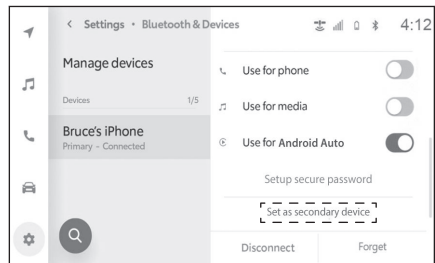 < Settings • Bluetooth & Devices
4:12
Manage devices
Devices 1/5
Bruce's iPhone
Primary - Connected
Use for phone
Use for media
Use for Android Auto
Setup secure password
Set as secondary device
Disconnect
Forget